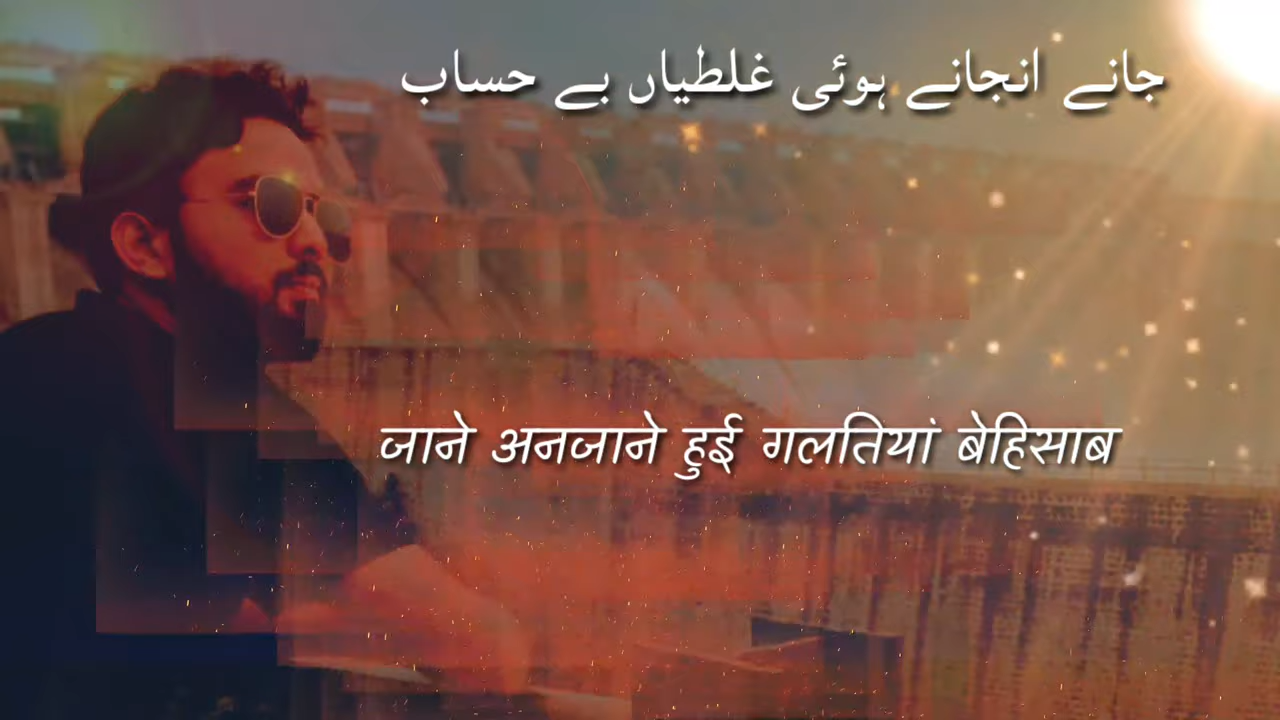 جانے انجانے ہوئی غلطیاں بے حساب
जाने अनजाने हुई गलतियां बेहिसाब